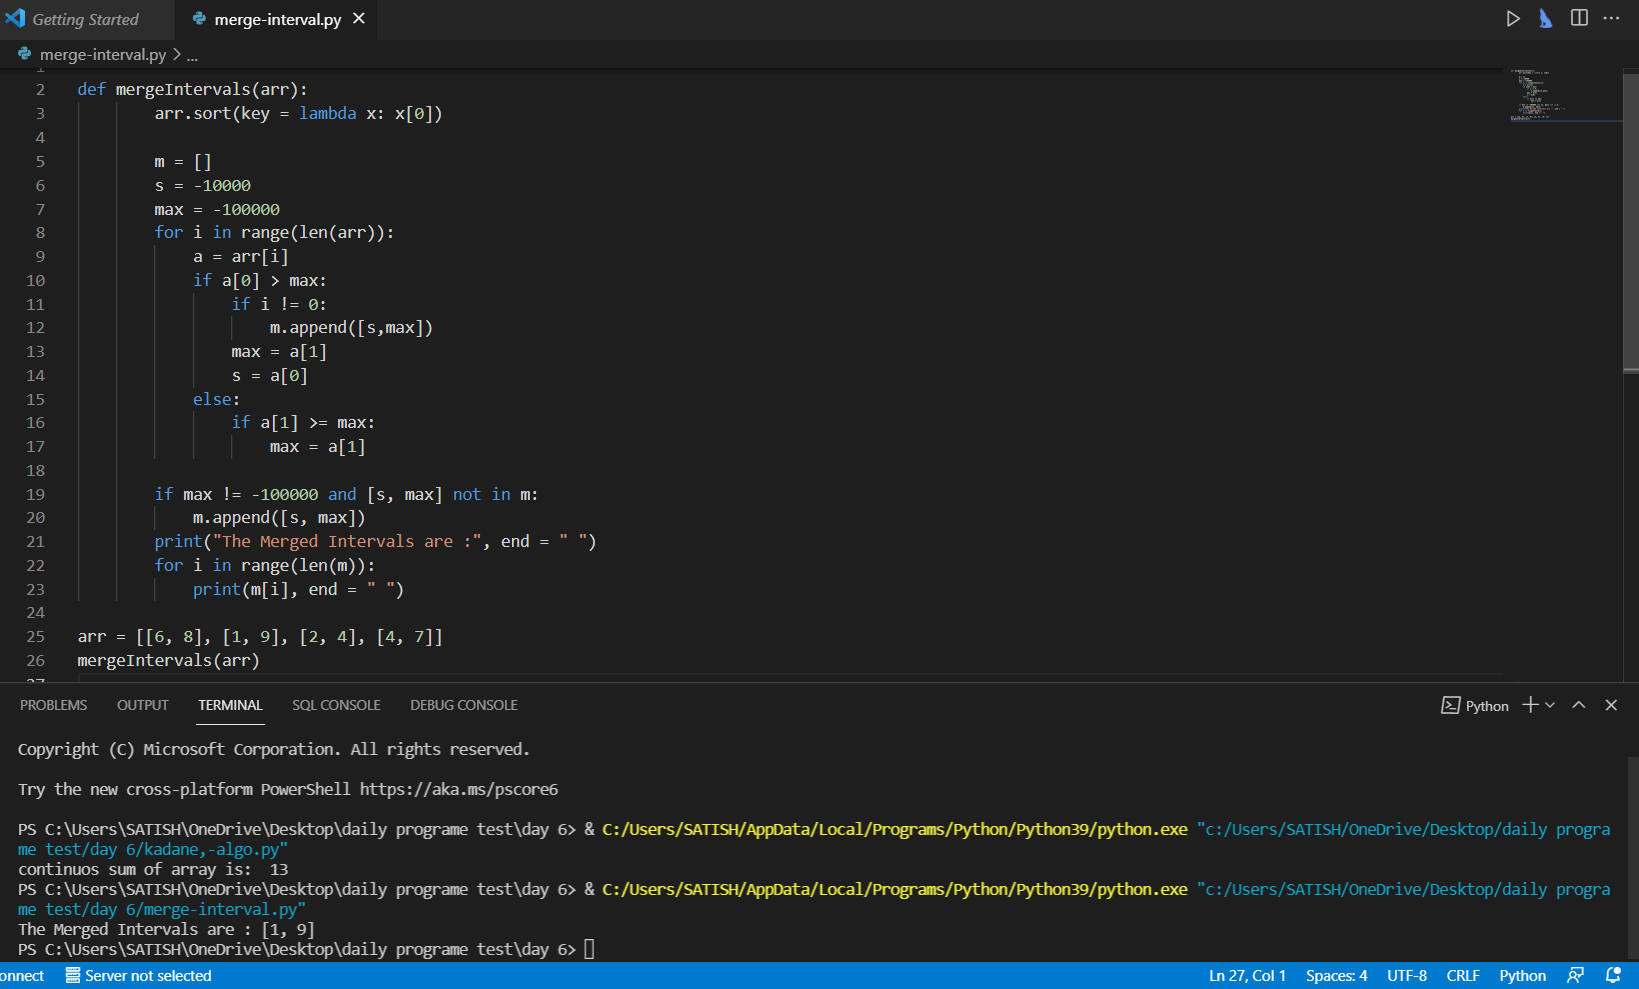 Getting Started
merge-interval.py
merge-interval.py > ...
1
2 def mergeIntervals(arr):
3         arr.sort(key = lambda x: x[0])
4
5         m = []
6         s = -10000
7         max = -100000
8         for i in range(len(arr)):
9             a = arr[i]
10             if a[0] > max:
11                 if i != 0:
12                     m.append([s,max])
13                 max = a[1]
14                 s = a[0]
15             else:
16                 if a[1] >= max:
17                     max = a[1]
18
19         if max != -100000 and [s, max] not in m:
20             m.append([s, max])
21         print("The Merged Intervals are :", end = " ")
22         for i in range(len(m)):
23             print(m[i], end = " ")
24
25 arr = [[6, 8], [1, 9], [2, 4], [4, 7]]
26 mergeIntervals(arr)
27
PROBLEMS OUTPUT TERMINAL SQL CONSOLE DEBUG CONSOLE Python
Copyright (C) Microsoft Corporation. All rights reserved.
Try the new cross-platform PowerShell https://aka.ms/pscore6
PS C:\Users\SATISH\OneDrive\Desktop\daily programe test\day 6> & C:/Users/SATISH/AppData/Local/Programs/Python/Python39/python.exe "c:/Users/SATISH/OneDrive/Desktop/daily progra
me test/day 6/kadane,-algo.py"
continuos sum of array is:  13
PS C:\Users\SATISH\OneDrive\Desktop\daily programe test\day 6> & C:/Users/SATISH/AppData/Local/Programs/Python/Python39/python.exe "c:/Users/SATISH/OneDrive/Desktop/daily progra
me test/day 6/merge-interval.py"
The Merged Intervals are : [1, 9]
PS C:\Users\SATISH\OneDrive\Desktop\daily programe test\day 6>
onnect Server not selected Ln 27, Col 1 Spaces: 4 UTF-8 CRLF Python